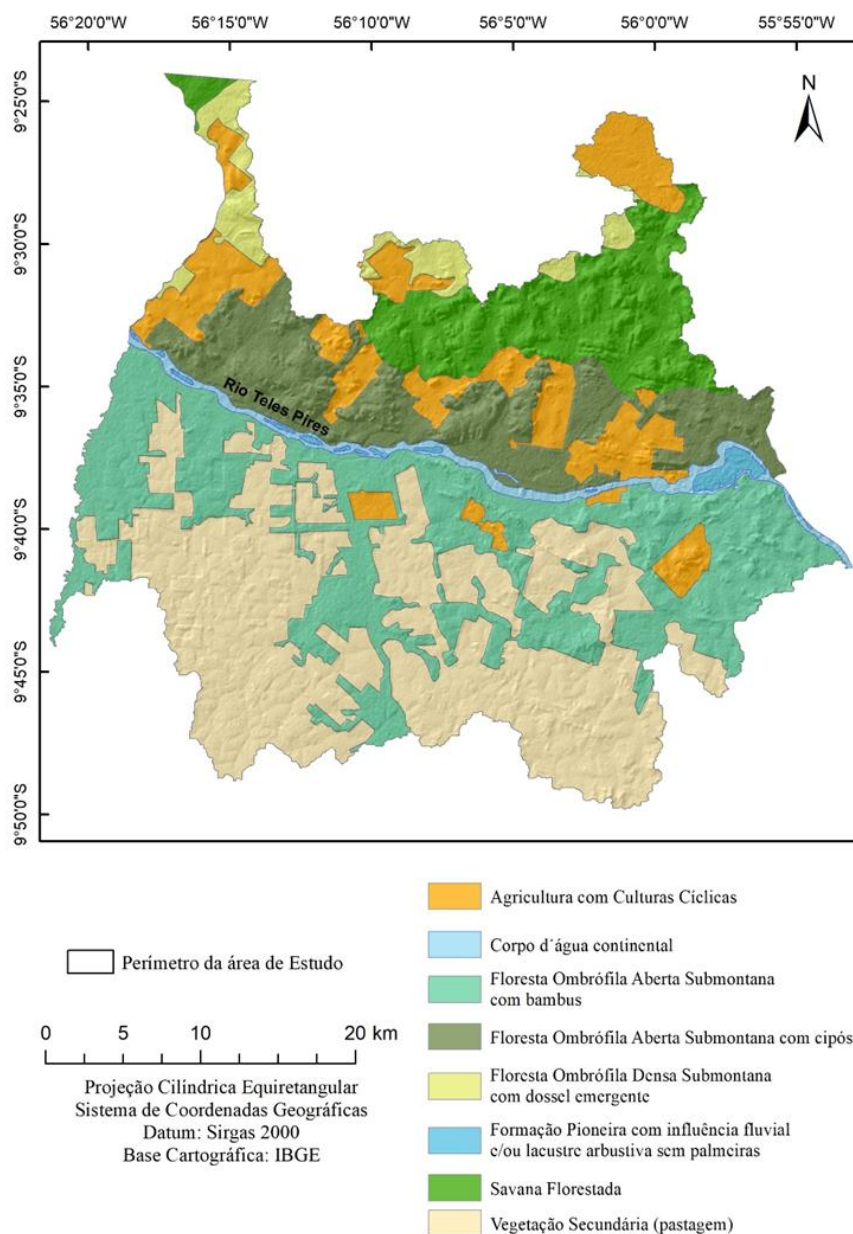 56°20'0"W 56°15'0"W 56°10'0"W 56°5'0"W 56°0'0"W 55°55'0"W
N
9°25'0"S
9°30'0"S
9°35'0"S
9°40'0"S
9°45'0"S
9°50'0"S
Rio Teles Pires
Perímetro da área de Estudo
0 5 10 20 km
Projeção Cilíndrica Equiretangular
Sistema de Coordenadas Geográficas
Datum: Sirgas 2000
Base Cartográfica: IBGE
Agricultura com Culturas Cíclicas
Corpo d´água continental
Floresta Ombrófila Aberta Submontana
com bambus
Floresta Ombrófila Aberta Submontana com cipós
Floresta Ombrófila Densa Submontana
com dossel emergente
Formação Pioneira com influência fluvial
e/ou lacustre arbustiva sem palmeiras
Savana Florestada
Vegetação Secundária (pastagem)